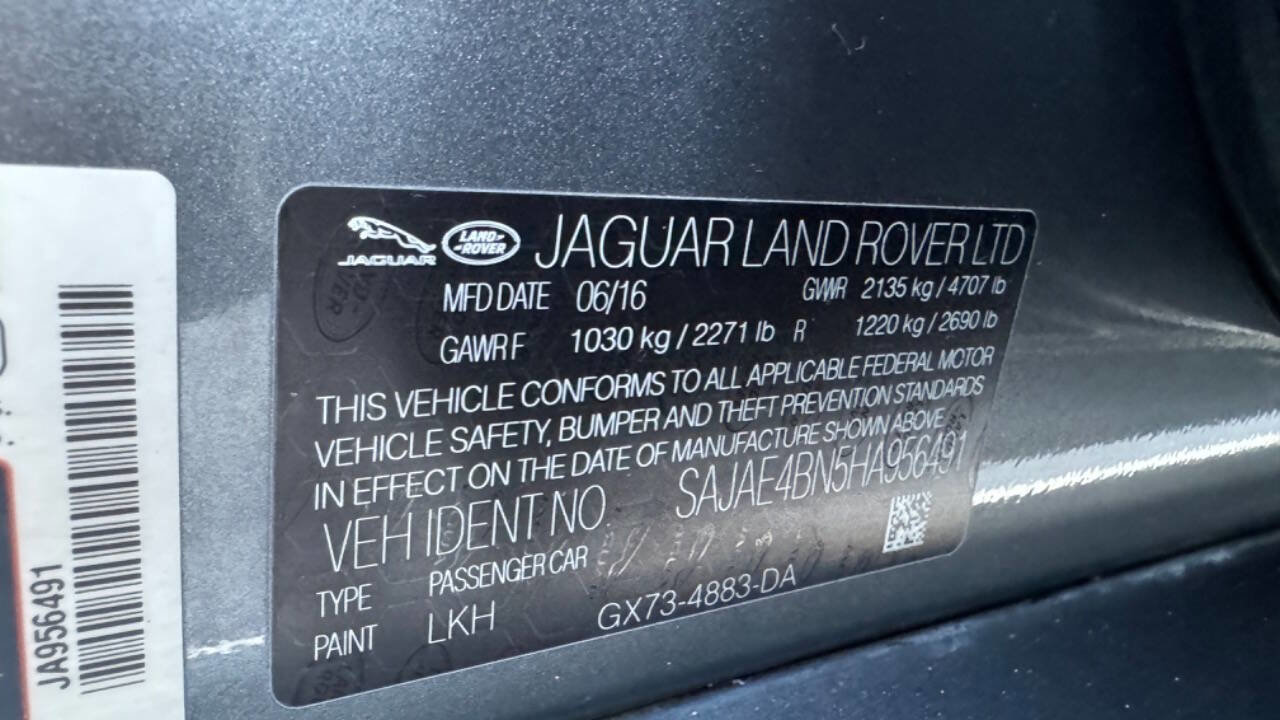 JAGUAR
LAND-
-ROVER
JAGUAR LAND ROVER LTD
MFD DATE 06/16 GVWR 2135 kg / 4707 lb
GAWR F 1030 kg / 2271 lb R 1220 kg / 2690 lb
THIS VEHICLE CONFORMS TO ALL APPLICABLE FEDERAL MOTOR
VEHICLE SAFETY, BUMPER AND THEFT PREVENTION STANDARDS
IN EFFECT ON THE DATE OF MANUFACTURE SHOWN ABOVE
VEH IDENT NO. SAJAE4BN5HA956491
TYPE PASSENGER CAR
PAINT LKH GX73-4883-DA
JA956491